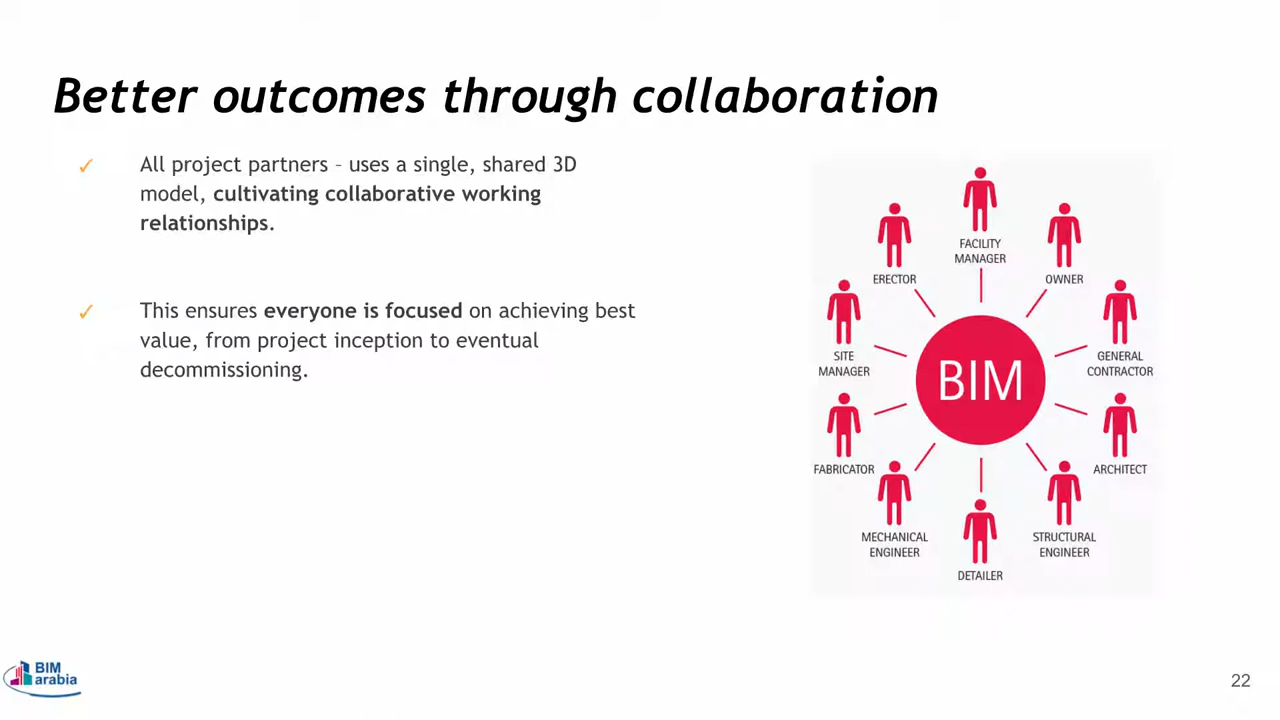 Better outcomes through collaboration
✓ All project partners – uses a single, shared 3D
model, cultivating collaborative working
relationships.
✓ This ensures everyone is focused on achieving best
value, from project inception to eventual
decommissioning.
FACILITY
MANAGER
ERECTOR
OWNER
SITE
MANAGER
GENERAL
CONTRACTOR
BIM
FABRICATOR
ARCHITECT
MECHANICAL
ENGINEER
STRUCTURAL
ENGINEER
DETAILER
BIM
arabia
22